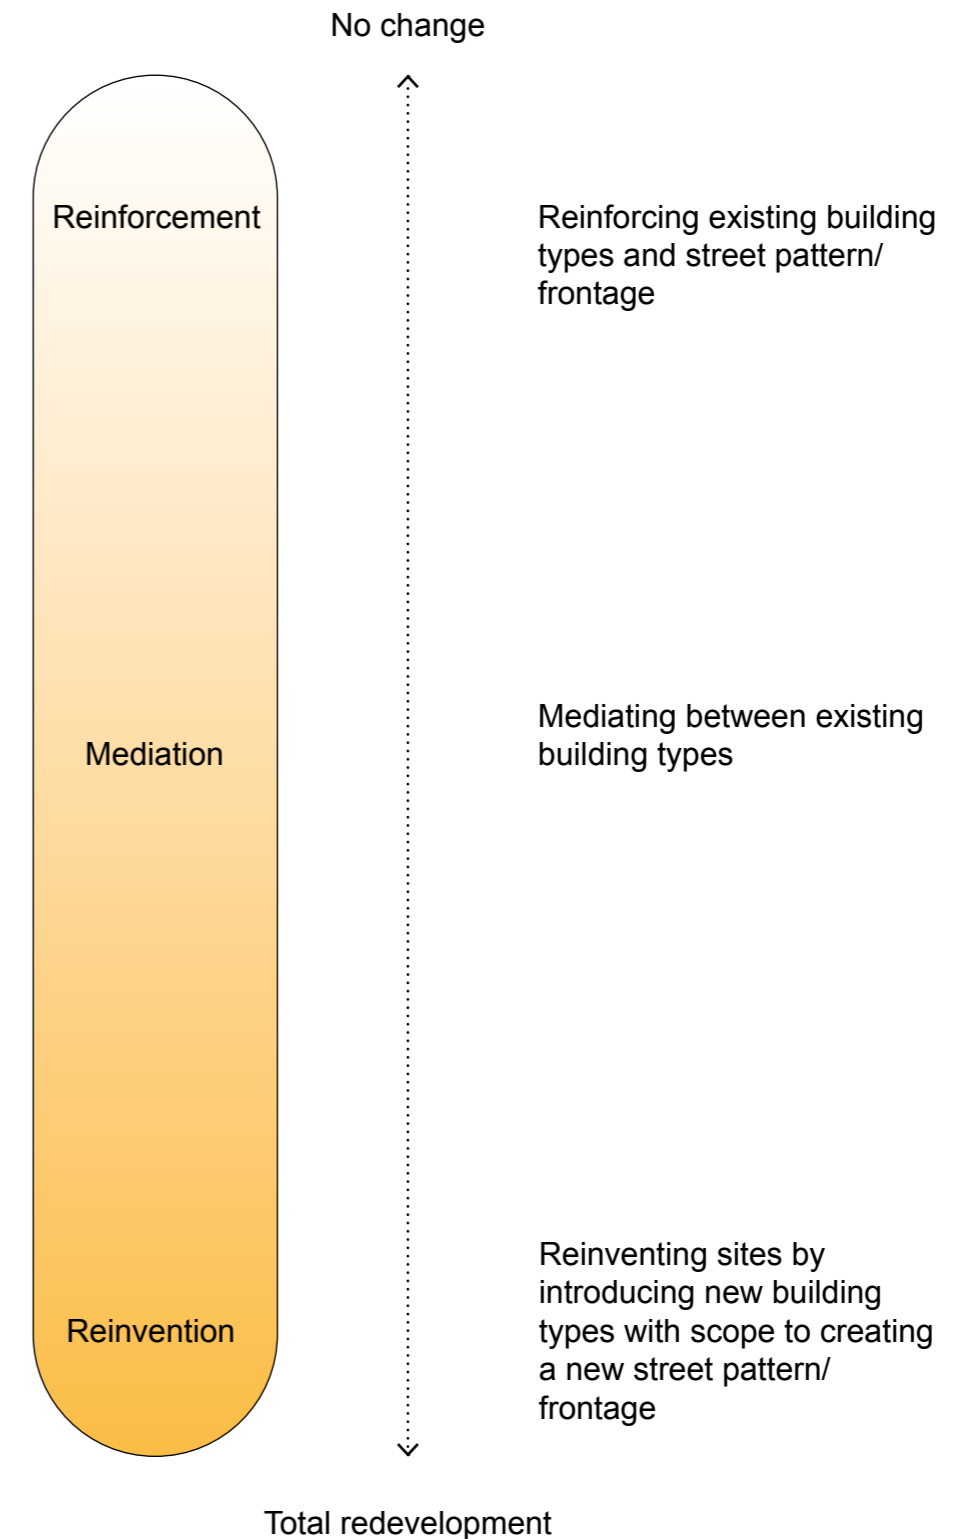 No change
Reinforcement
Reinforcing existing building
types and street pattern/
frontage
Mediation
Mediating between existing
building types
Reinvention
Reinventing sites by
introducing new building
types with scope to creating
a new street pattern/
frontage
Total redevelopment